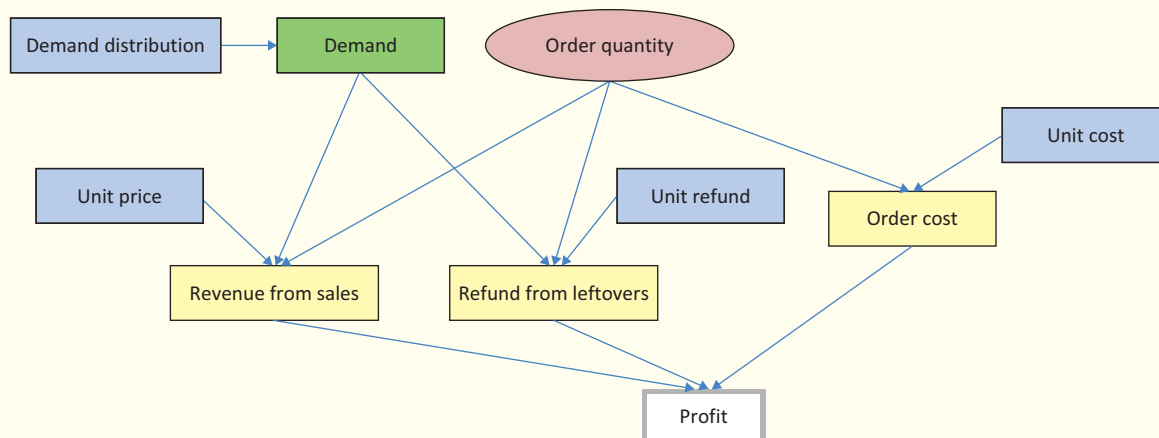 Demand distribution
Demand
Order quantity
Unit cost
Unit price
Unit refund
Order cost
Revenue from sales
Refund from leftovers
Profit